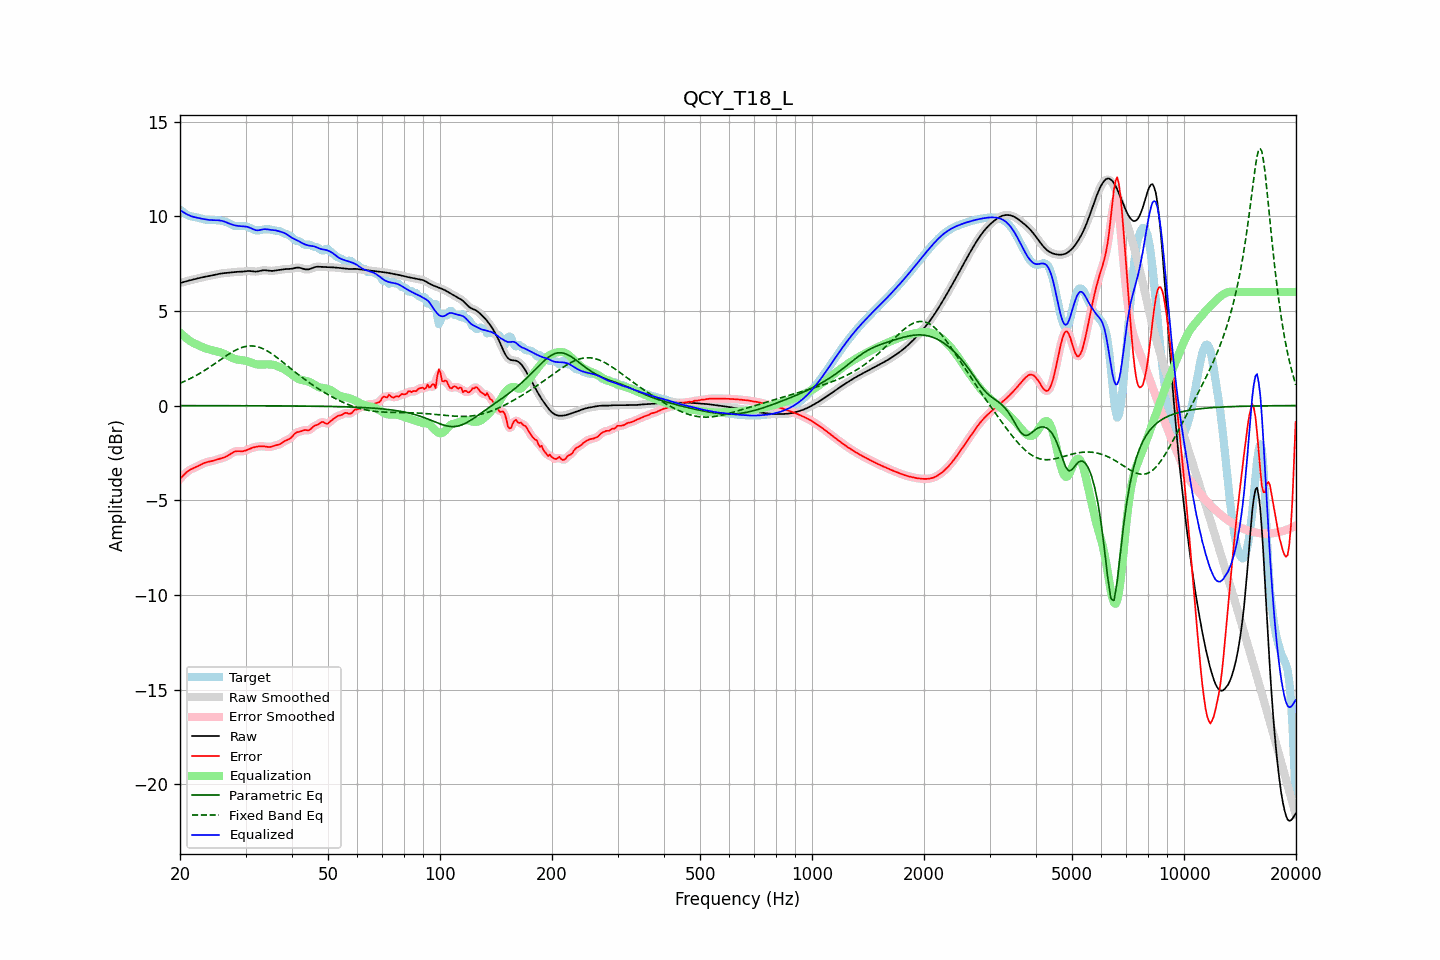 QCY_T18_L
15
10
5
0
−5
−10
−15
−20
Amplitude (dBr)
Target
Raw Smoothed
Error Smoothed
Raw
Error
Equalization
Parametric Eq
Fixed Band Eq
Equalized
20 50 100 200 500 1000 2000 5000 10000 20000
Frequency (Hz)